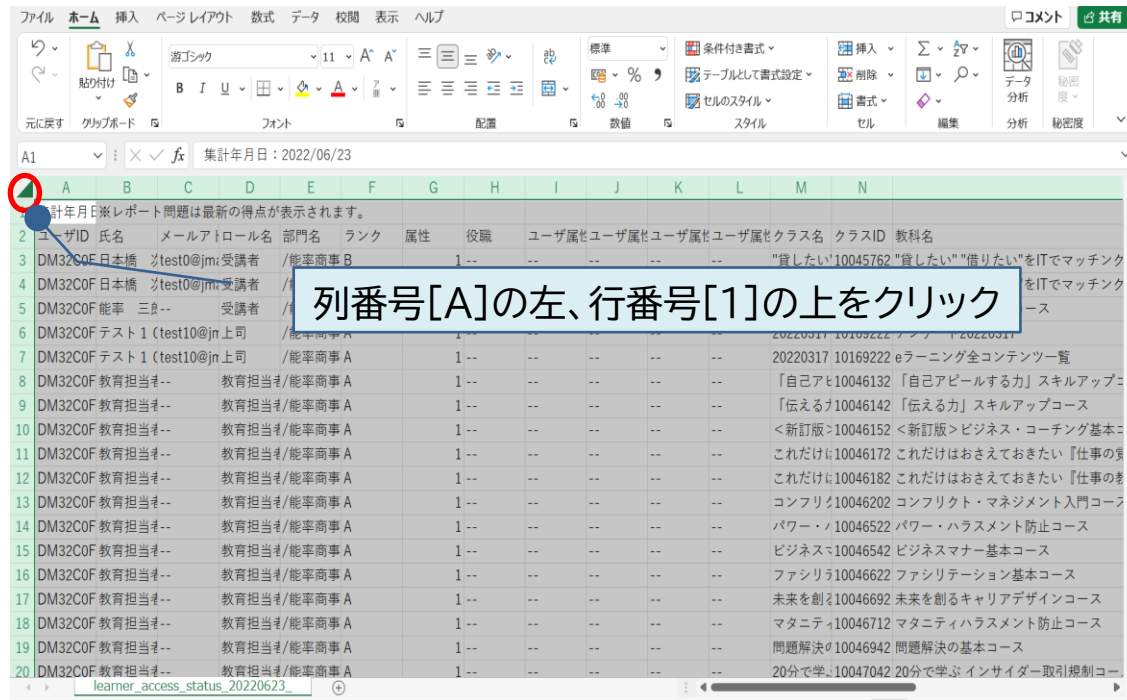 ファイル ホーム 挿入 ページ レイアウト 数式 データ 校閲 表示 ヘルプ コメント 共有
游ゴシック 11 A^ A˅ ab 標準 条件付き書式 挿入 Σ
貼り付け B I U A % 9 テーブルとして書式設定 削除 データ 分析 秘密度
セルのスタイル 書式
元に戻す クリップボード フォント 配置 数値 スタイル セル 編集 分析 秘密度
A1 fx 集計年月日：2022/06/23
A B C D E F G H I J K L M N
計年月日 ※レポート問題は最新の得点が表示されます。
2 ユーザID 氏名 メールアド ロール名 部門名 ランク 属性 役職 ユーザ属性 ユーザ属性 ユーザ属性 ユーザ属性 クラス名 クラスID 教科名
3 DM32C0F 日本橋 test0@jma 受講者 /能率商事 B 1 -- -- -- -- -- "貸したい" 10045762 "貸したい" "借りたい"をITでマッチング
4 DM32C0F 日本橋 test0@jma 受講者 をITでマッチング
5 DM32C0F 能率 三郎 -- 受講者 ース
列番号[A]の左、行番号[1]の上をクリック
6 DM32C0F テスト１( test10@jm 上司 /能率商事 A 1 -- -- -- -- -- 20220317 10169222 アンケート20220317
7 DM32C0F テスト１( test10@jm 上司 /能率商事 A 1 -- -- -- -- -- 20220317 10169222 eラーニング全コンテンツ一覧
8 DM32C0F 教育担当者 -- 教育担当者 /能率商事 A 1 -- -- -- -- -- 「自己アピ 10046132 「自己アピールする力」スキルアップコ
9 DM32C0F 教育担当者 -- 教育担当者 /能率商事 A 1 -- -- -- -- -- 「伝える力 10046142 「伝える力」スキルアップコース
10 DM32C0F 教育担当者 -- 教育担当者 /能率商事 A 1 -- -- -- -- -- <新訂版> 10046152 <新訂版>ビジネス・コーチング基本コ
11 DM32C0F 教育担当者 -- 教育担当者 /能率商事 A 1 -- -- -- -- -- これだけは 10046172 これだけはおさえておきたい『仕事の
12 DM32C0F 教育担当者 -- 教育担当者 /能率商事 A 1 -- -- -- -- -- これだけは 10046182 これだけはおさえておきたい『仕事の教
13 DM32C0F 教育担当者 -- 教育担当者 /能率商事 A 1 -- -- -- -- -- コンフリク 10046202 コンフリクト・マネジメント入門コース
14 DM32C0F 教育担当者 -- 教育担当者 /能率商事 A 1 -- -- -- -- -- パワー・ハ 10046522 パワー・ハラスメント防止コース
15 DM32C0F 教育担当者 -- 教育担当者 /能率商事 A 1 -- -- -- -- -- ビジネスマ 10046542 ビジネスマナー基本コース
16 DM32C0F 教育担当者 -- 教育担当者 /能率商事 A 1 -- -- -- -- -- ファシリテ 10046622 ファシリテーション基本コース
17 DM32C0F 教育担当者 -- 教育担当者 /能率商事 A 1 -- -- -- -- -- 未来を創る 10046692 未来を創るキャリアデザインコース
18 DM32C0F 教育担当者 -- 教育担当者 /能率商事 A 1 -- -- -- -- -- マタニティ 10046712 マタニティハラスメント防止コース
19 DM32C0F 教育担当者 -- 教育担当者 /能率商事 A 1 -- -- -- -- -- 問題解決の 10046942 問題解決の基本コース
20 DM32C0F 教育担当者 -- 教育担当者 /能率商事 A 1 -- -- -- -- -- 20分で学ぶ 10047042 20分で学ぶ インサイダー取引規制コー
learner_access_status_20220623_